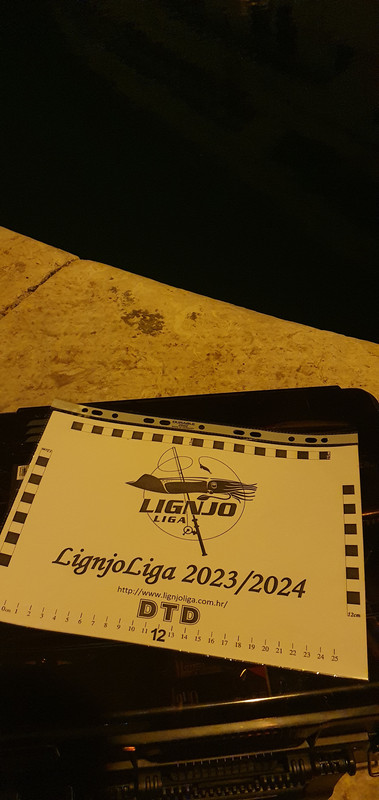 LIGNJO
LIGA
LignjoLiga 2023/2024
http://www.lignjoliga.com.hr/
DTD
12cm
0cm 1 2 3 4 5 6 7 8 9 10 11 12 13 14 15 16 17 18 19 20 21 22 23 24 25